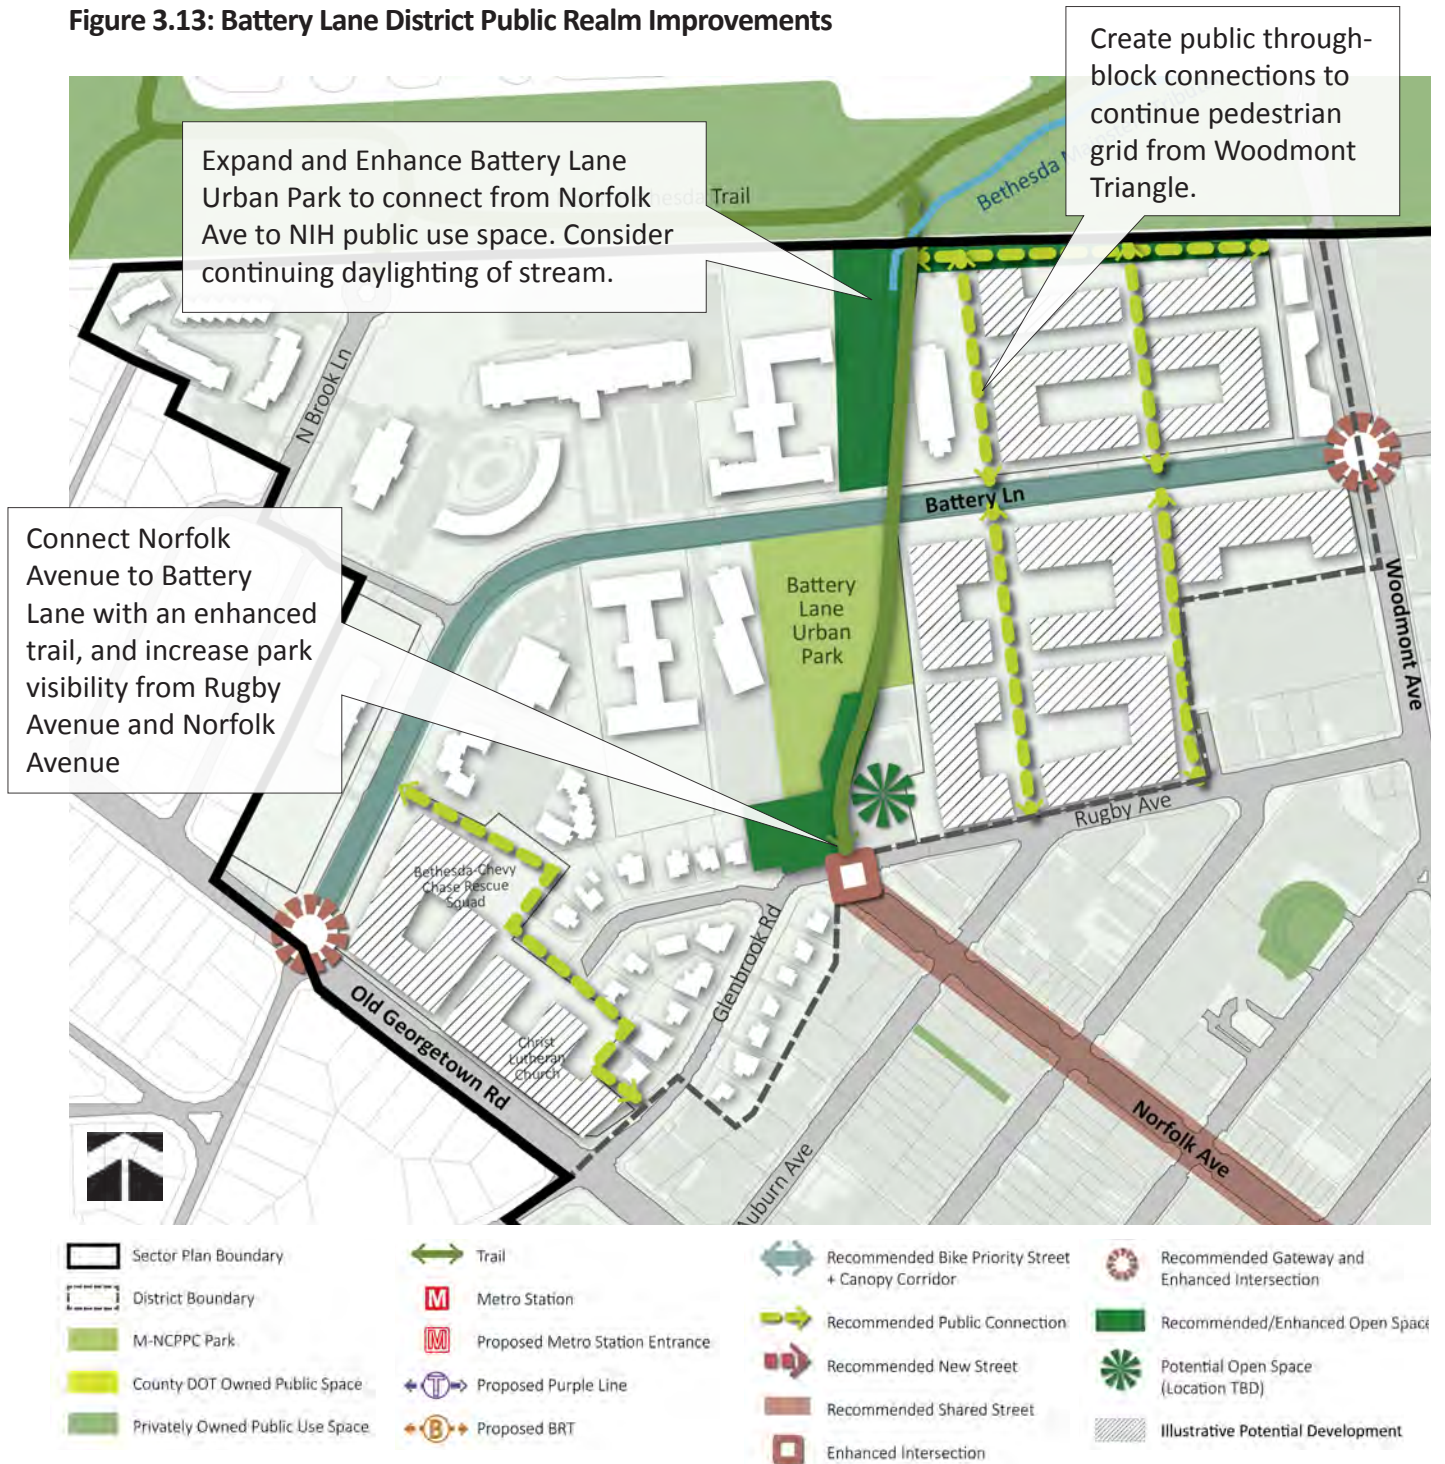 Figure 3.13: Battery Lane District Public Realm Improvements
Create public through-
block connections to
continue pedestrian
grid from Woodmont
Triangle.
Expand and Enhance Battery Lane
Urban Park to connect from Norfolk
Ave to NIH public use space. Consider
continuing daylighting of stream.
Trail
Bethesda
N Brook Ln
Battery Ln
Connect Norfolk
Avenue to Battery
Lane with an enhanced
trail, and increase park
visibility from Rugby
Avenue and Norfolk
Avenue
Battery
Lane
Urban
Park
Woodmont Ave
Rugby Ave
Bethesda-Chevy
Chase Rescue
Squad
Glenbrook Rd
Old Georgetown Rd
Christ
Lutheran
Church
Norfolk Ave
Auburn Ave
Sector Plan Boundary
District Boundary
M-NCPPC Park
County DOT Owned Public Space
Privately Owned Public Use Space
Trail
M Metro Station
M Proposed Metro Station Entrance
T Proposed Purple Line
B Proposed BRT
Recommended Bike Priority Street
+ Canopy Corridor
Recommended Public Connection
Recommended New Street
Recommended Shared Street
Enhanced Intersection
Recommended Gateway and
Enhanced Intersection
Recommended/Enhanced Open Space
Potential Open Space
(Location TBD)
Illustrative Potential Development